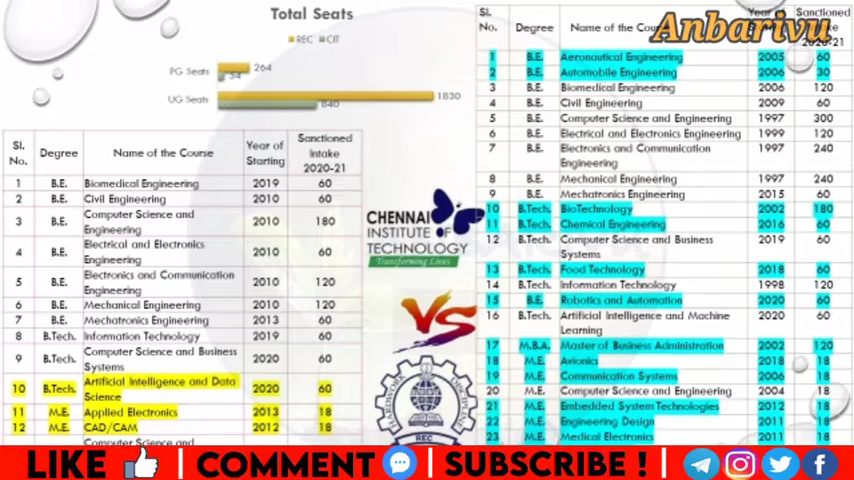 Total Seats
REC CIT
PG Seats 264
54
UG Seats 1830
840
Sl. No. Degree Name of the Course Year of Starting Sanctioned Intake 2020-21
1 B.E. Biomedical Engineering 2019 60
2 B.E. Civil Engineering 2010 60
3 B.E. Computer Science and Engineering 2010 180
4 B.E. Electrical and Electronics Engineering 2010 60
5 B.E. Electronics and Communication Engineering 2010 120
6 B.E. Mechanical Engineering 2010 120
7 B.E. Mechatronics Engineering 2013 60
8 B.Tech. Information Technology 2019 60
9 B.Tech. Computer Science and Business Systems 2020 60
10 B.Tech. Artificial Intelligence and Data Science 2020 60
11 M.E. Applied Electronics 2013 18
12 M.E. CAD/CAM 2012 18
Computer Science and
CHENNAI
INSTITUTE OF
TECHNOLOGY
Transforming Lives
VS
HARDWORK DISCIPLINE
REC
Anbarivu
Sl. No. Degree Name of the Year of Sanctioned Intake 2020-21
1 B.E. Aeronautical Engineering 2005 60
2 B.E. Automobile Engineering 2006 30
3 B.E. Biomedical Engineering 2006 120
4 B.E. Civil Engineering 2009 60
5 B.E. Computer Science and Engineering 1997 300
6 B.E. Electrical and Electronics Engineering 1999 120
7 B.E. Electronics and Communication Engineering 1997 240
8 B.E. Mechanical Engineering 1997 240
9 B.E. Mechatronics Engineering 2015 60
10 B.Tech. BioTechnology 2002 180
11 B.Tech. Chemical Engineering 2016 60
12 B.Tech. Computer Science and Business Systems 2019 60
13 B.Tech. Food Technology 2018 60
14 B.Tech. Information Technology 1998 120
15 B.E. Robotics and Automation 2020 60
16 B.Tech. Artificial Intelligence and Machine Learning 2020 60
17 M.B.A. Master of Business Administration 2002 120
18 M.E. Avionics 2018 18
19 M.E. Communication Systems 2006 18
20 M.E. Computer Science and Engineering 2004 18
21 M.E. Embedded System Technologies 2012 18
22 M.E. Engineering Design 2011 18
23 M.E. Medical Electronics 2011 18
LIKE | COMMENT | SUBSCRIBE ! |